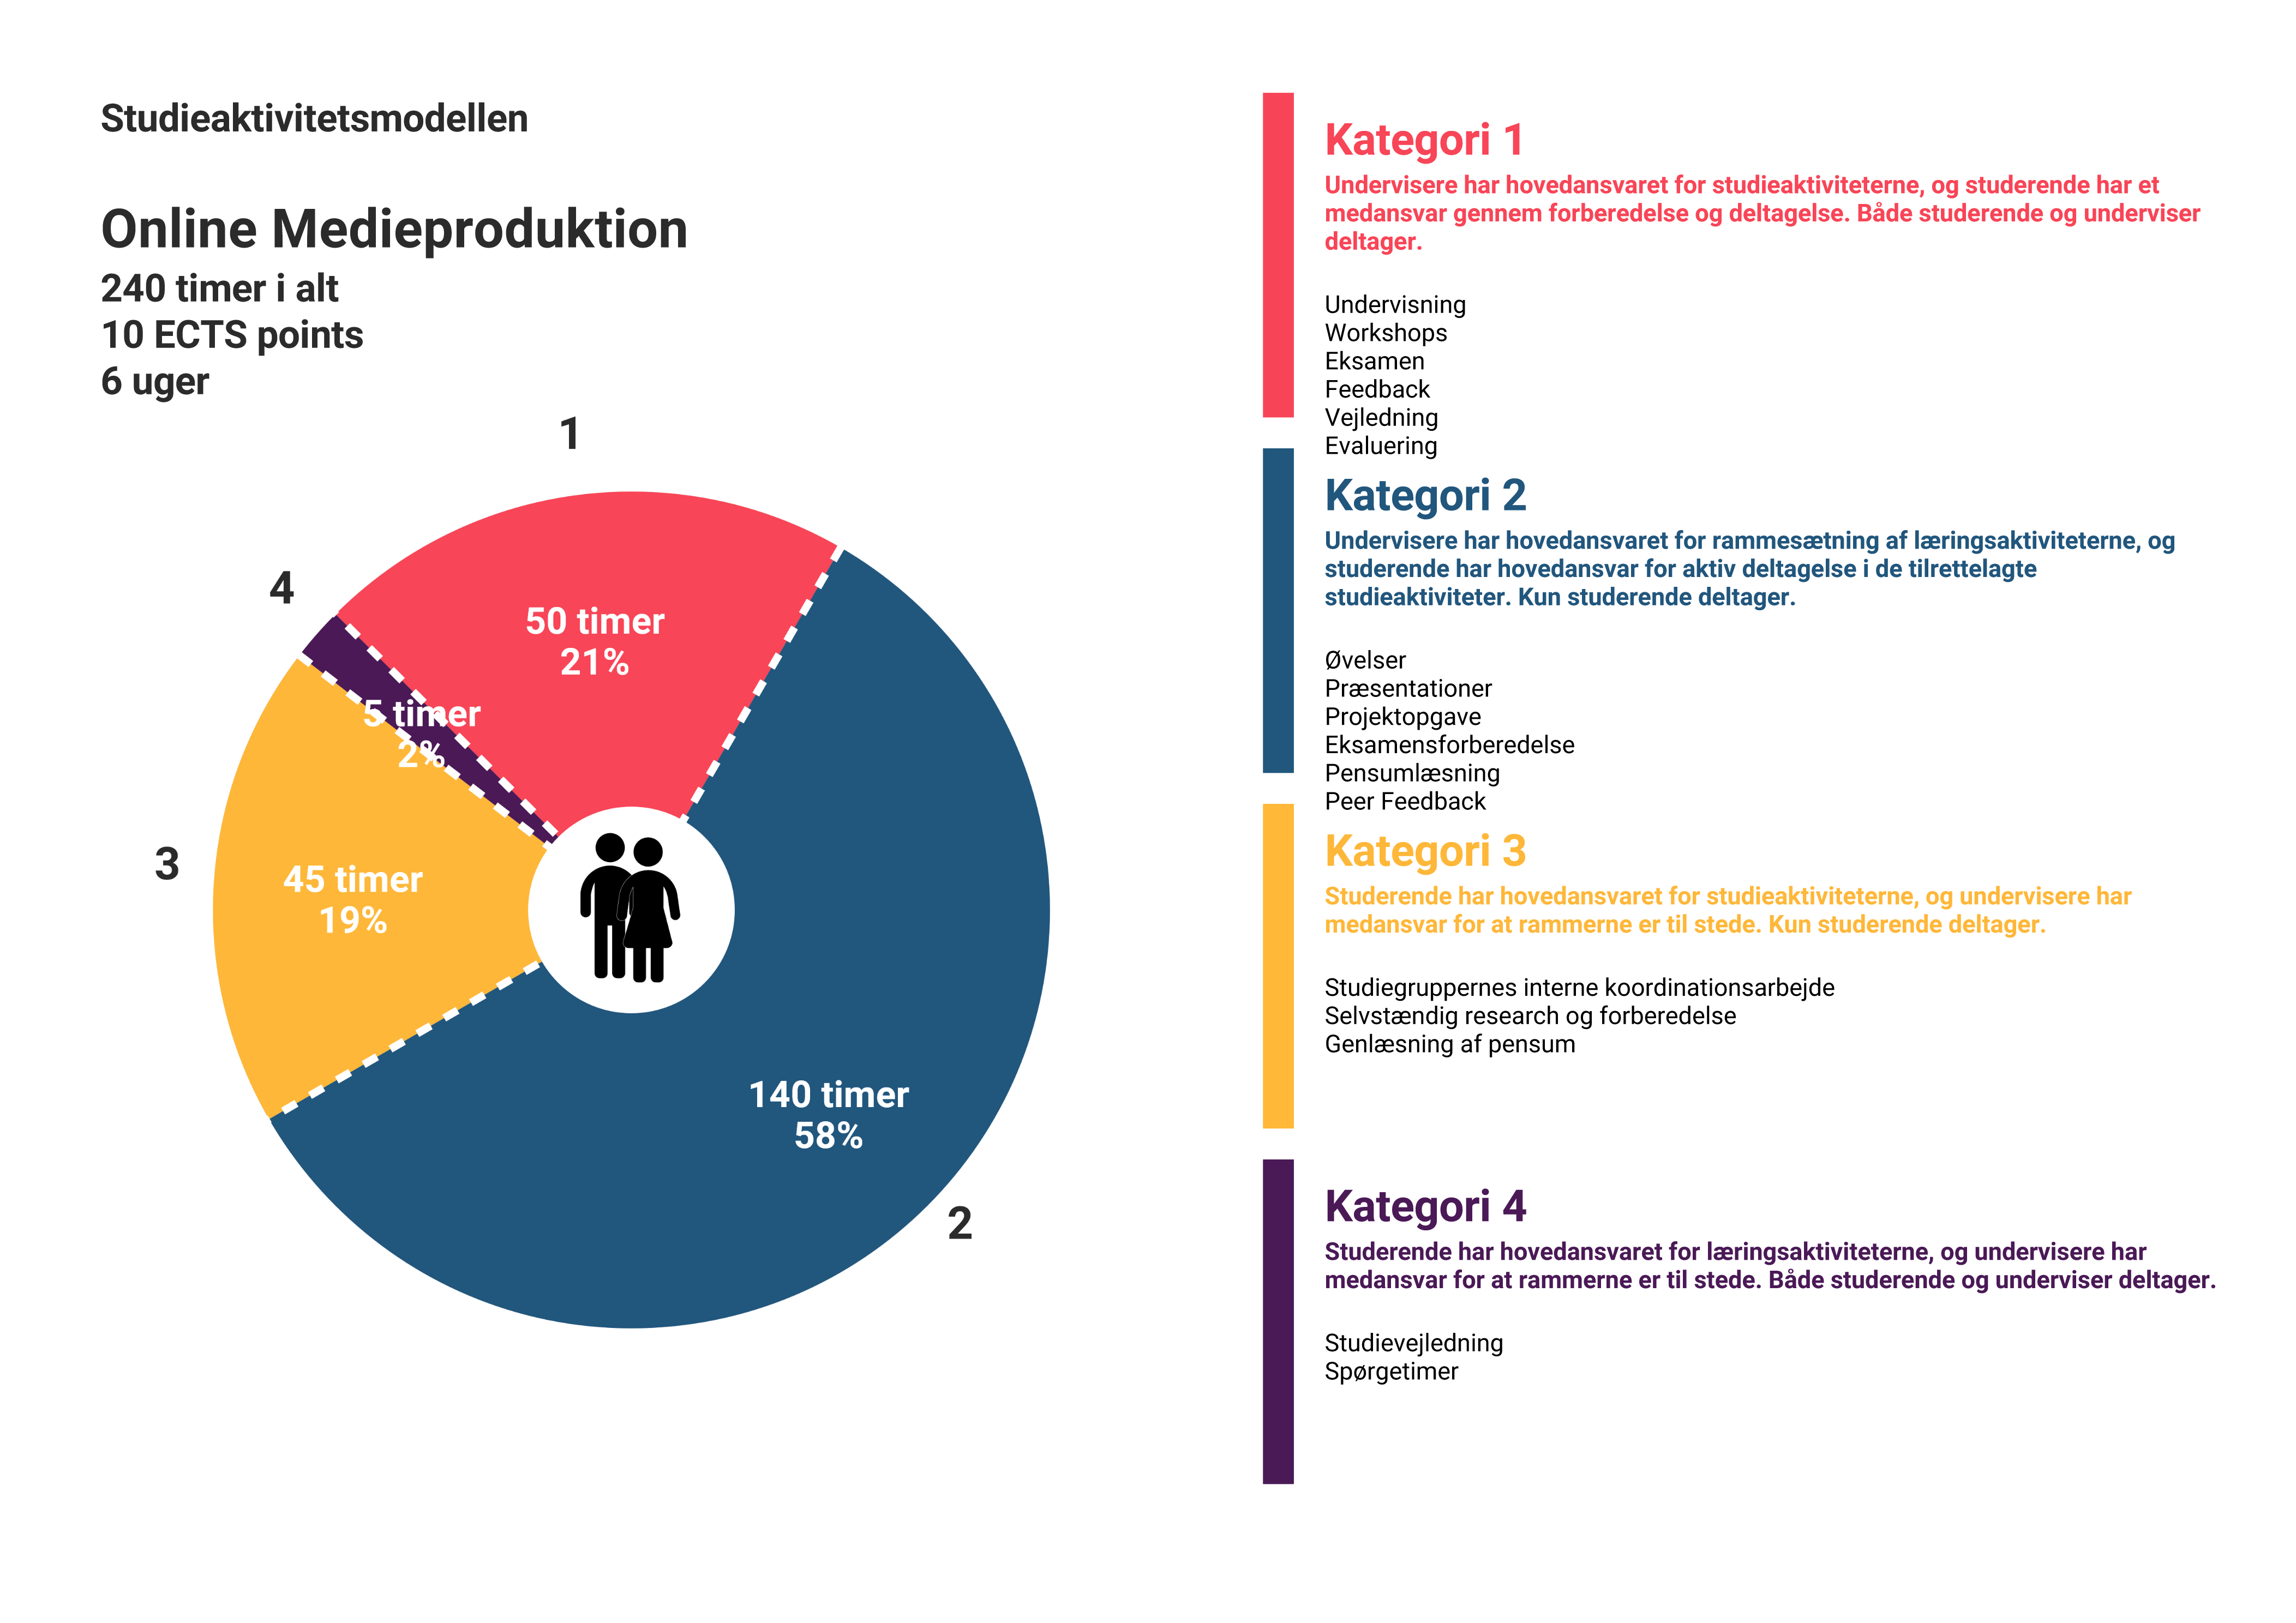 Studieaktivitetsmodellen
Online Medieproduktion
240 timer i alt
10 ECTS points
6 uger
1
4
50 timer
21%
5 timer
2%
3
45 timer
19%
140 timer
58%
2
Kategori 1
Undervisere har hovedansvaret for studieaktiviteterne, og studerende har et
medansvar gennem forberedelse og deltagelse. Både studerende og underviser
deltager.
Undervisning
Workshops
Eksamen
Feedback
Vejledning
Evaluering
Kategori 2
Undervisere har hovedansvaret for rammesætning af læringsaktiviteterne, og
studerende har hovedansvar for aktiv deltagelse i de tilrettelagte
studieaktiviteter. Kun studerende deltager.
Øvelser
Præsentationer
Projektopgave
Eksamensforberedelse
Pensumlæsning
Peer Feedback
Kategori 3
Studerende har hovedansvaret for studieaktiviteterne, og undervisere har
medansvar for at rammerne er til stede. Kun studerende deltager.
Studiegruppernes interne koordinationsarbejde
Selvstændig research og forberedelse
Genlæsning af pensum
Kategori 4
Studerende har hovedansvaret for læringsaktiviteterne, og undervisere har
medansvar for at rammerne er til stede. Både studerende og underviser deltager.
Studievejledning
Spørgetimer